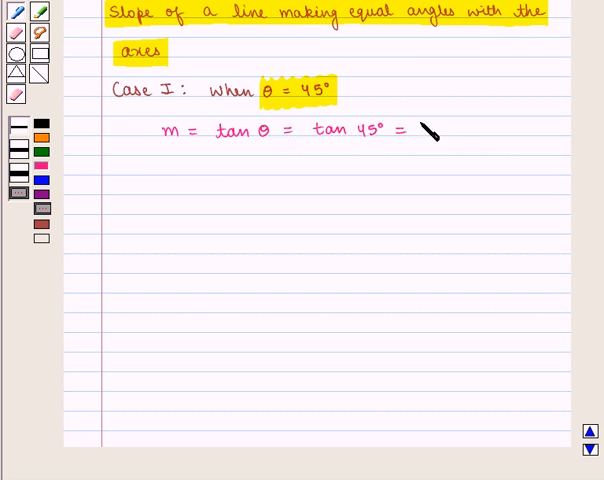 Slope of a line making equal angles with the
axes
Case I: When θ = 45°
m = tan θ = tan 45° =